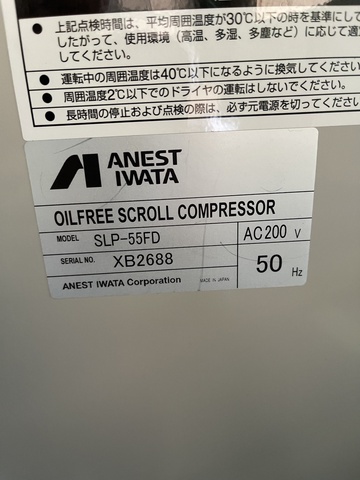 ● 上記点検時間は、平均周囲温度が30℃以下の時を基準にして
したがって、使用環境（高温、多湿、多塵など）に応じて適
してください。
● 運転中の周囲温度は40℃以下になるように換気してください。
● 周囲温度2℃以下でのドライヤの運転はしないでください。
● 長時間の停止および点検の際は、必ず元電源を切ってください
ANEST
IWATA
OILFREE SCROLL COMPRESSOR
MODEL SLP-55FD AC200 V
SERIAL NO. XB2688 50 Hz
ANEST IWATA Corporation MADE IN JAPAN